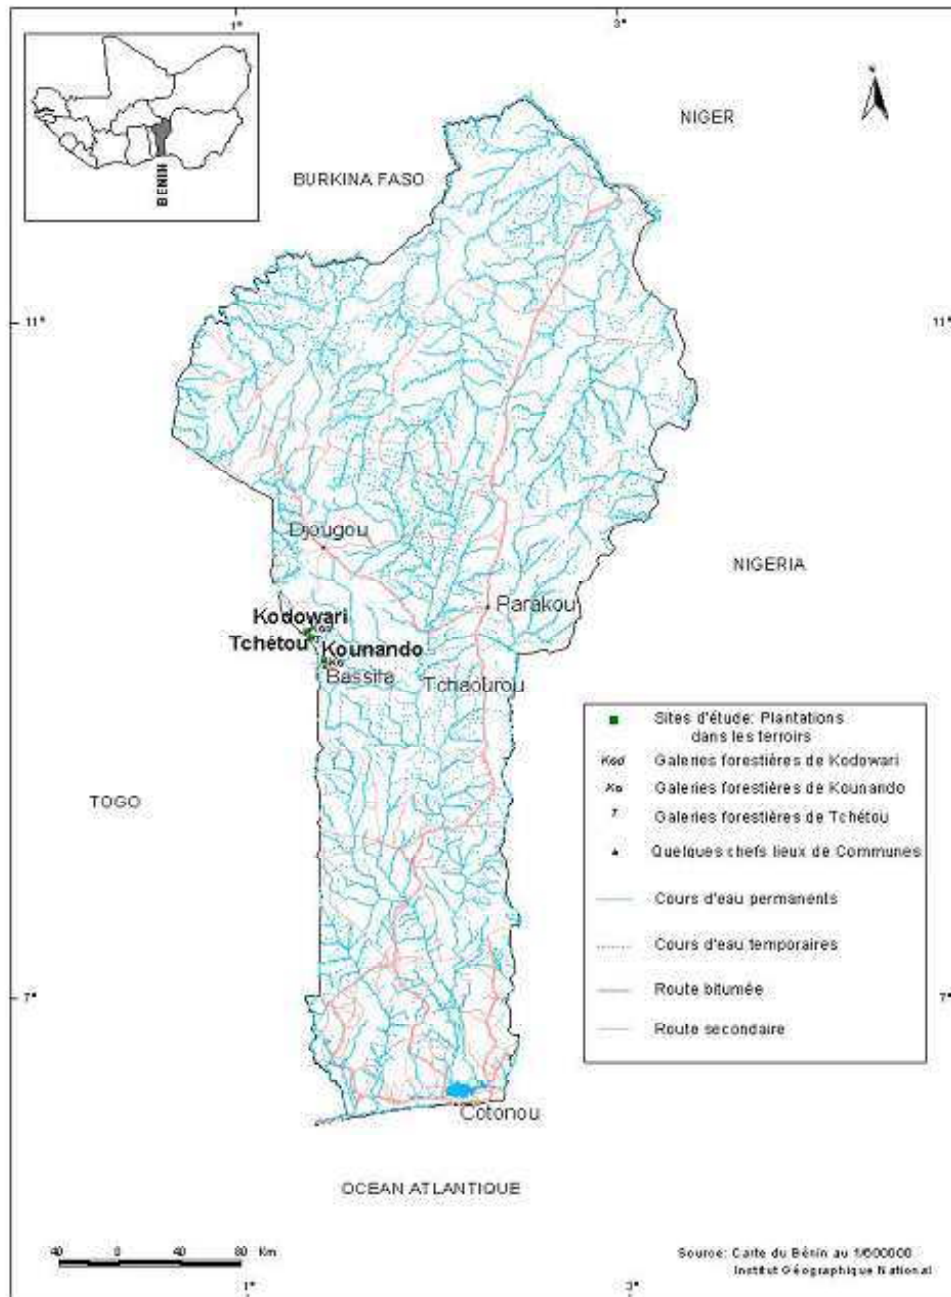 1°
3°
BENIN
NIGER
BURKINA FASO
11°
11°
Djougou
NIGERIA
Parakou
Kodowari
Kod
Tchétou
T
Kounando
Ko
Bassila
Tchaourou
TOGO
Sites d'étude: Plantations
dans les terroirs
Kod Galeries forestières de Kodowari
Ko Galeries forestières de Kounando
T Galeries forestières de Tchétou
Quelques chefs lieux de Communes
Cours d'eau permanents
Cours d'eau temporaires
Route bitumée
Route secondaire
7°
7°
Cotonou
OCEAN ATLANTIQUE
40 0 40 80 Km
Source: Carte du Bénin au 1/600000
Institut Géographique National
1°
3°